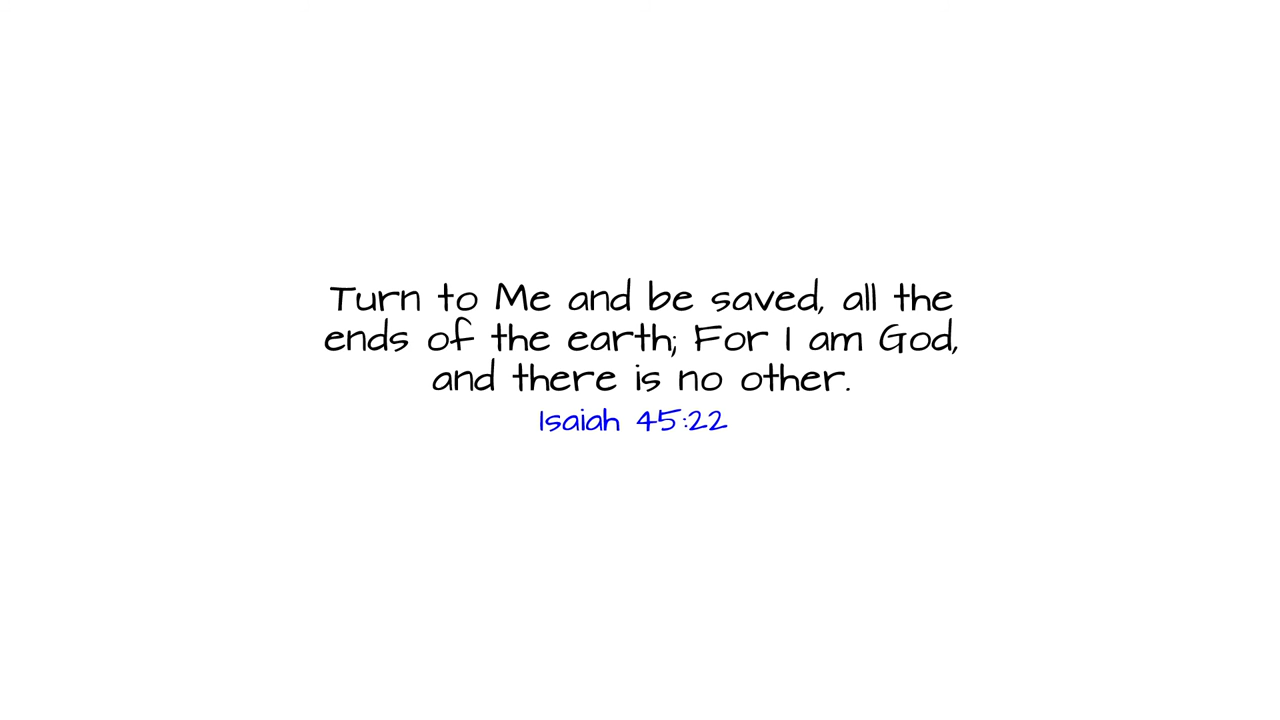 Turn to Me and be saved, all the
ends of the earth; For I am God,
and there is no other.
Isaiah 45:22